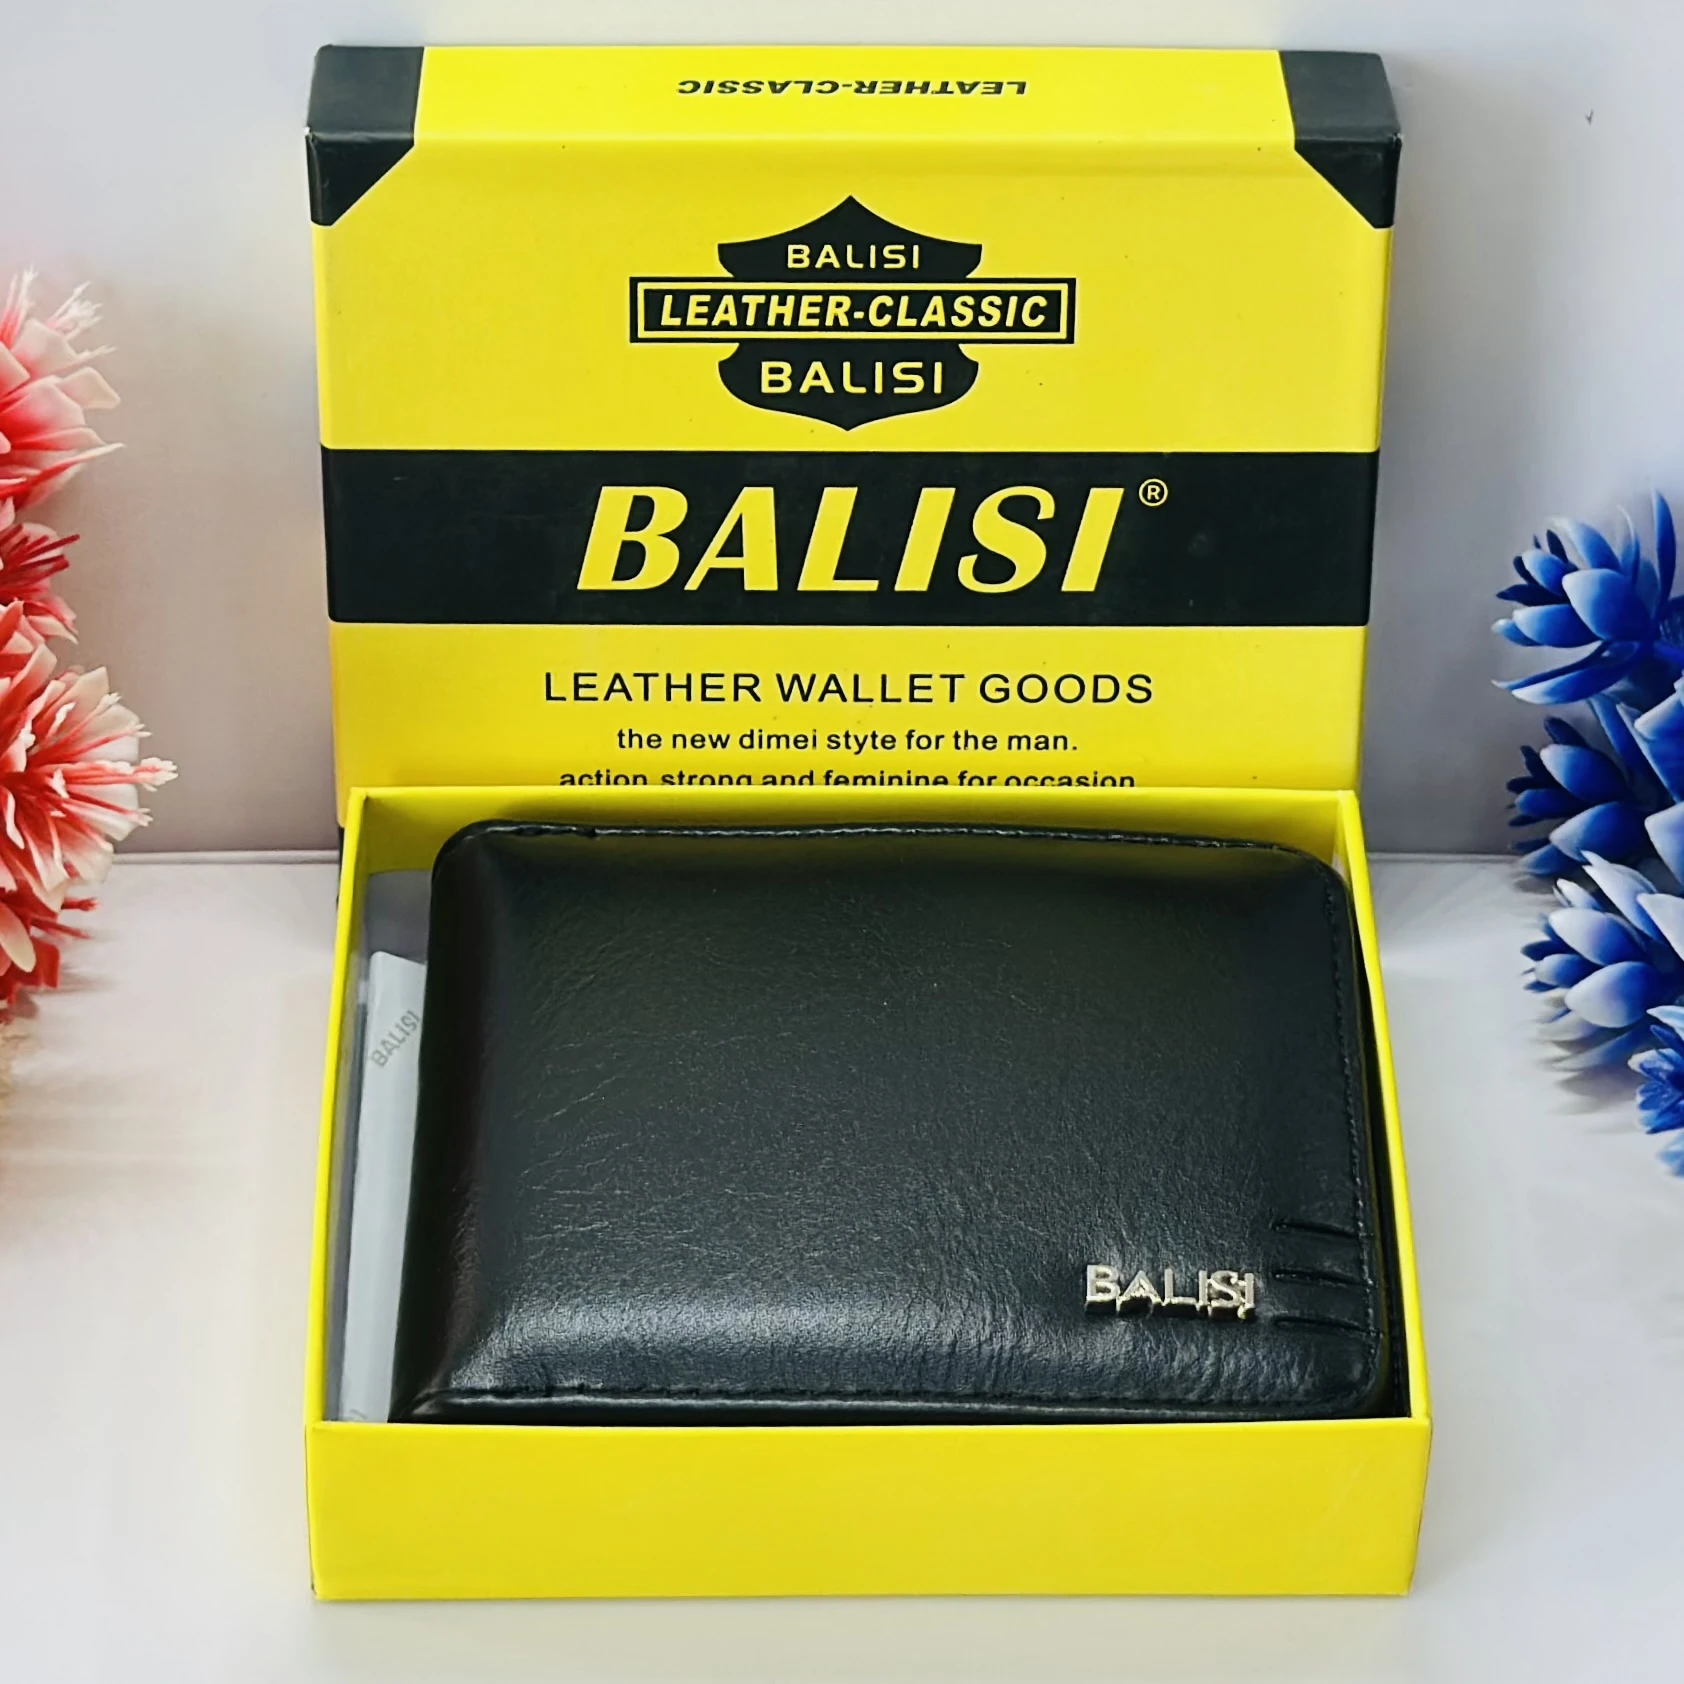 LEATHER-CLASSIC
BALISI
LEATHER-CLASSIC
BALISI
BALISI®
LEATHER WALLET GOODS
the new dimei styte for the man.
action strong and feminine for occasion
BALISI
BALISI